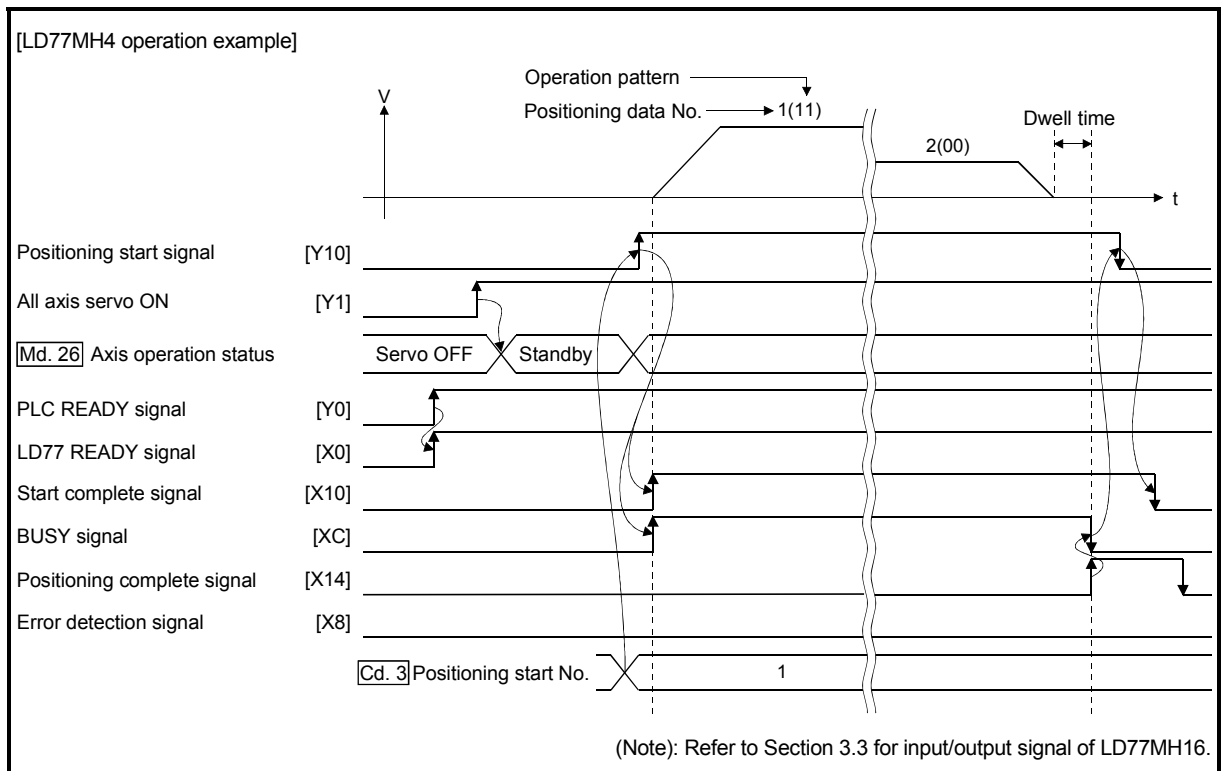 [LD77MH4 operation example]
Operation pattern
V
Positioning data No. 1(11)
Dwell time
2(00)
t
Positioning start signal [Y10]
All axis servo ON [Y1]
Md. 26 Axis operation status Servo OFF Standby
PLC READY signal [Y0]
LD77 READY signal [X0]
Start complete signal [X10]
BUSY signal [XC]
Positioning complete signal [X14]
Error detection signal [X8]
Cd. 3 Positioning start No. 1
(Note): Refer to Section 3.3 for input/output signal of LD77MH16.